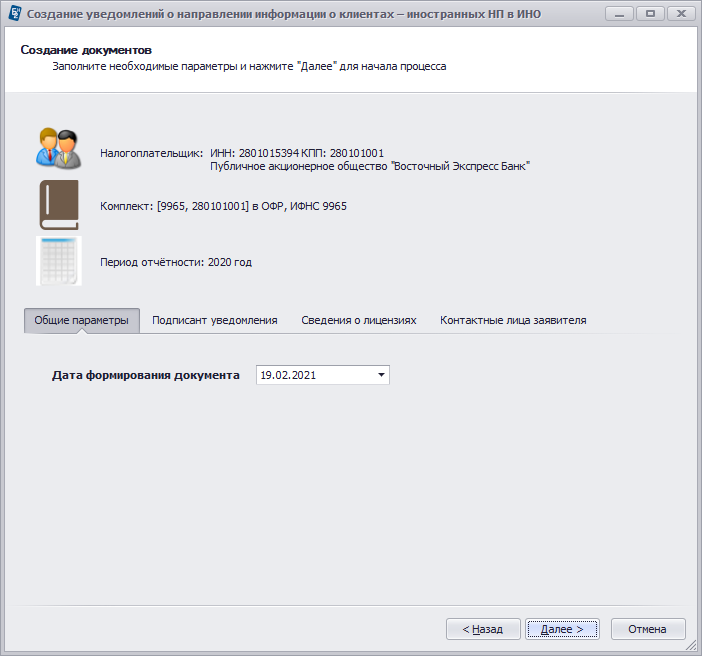 Создание уведомлений о направлении информации о клиентах – иностранных НП в ИНО
Создание документов
Заполните необходимые параметры и нажмите "Далее" для начала процесса
Налогоплательщик: ИНН: 2801015394 КПП: 280101001
Публичное акционерное общество "Восточный Экспресс Банк"
Комплект: [9965, 280101001] в ОФР, ИФНС 9965
Период отчётности: 2020 год
Общие параметры Подписант уведомления Сведения о лицензиях Контактные лица заявителя
Дата формирования документа 19.02.2021
< Назад Далее > Отмена